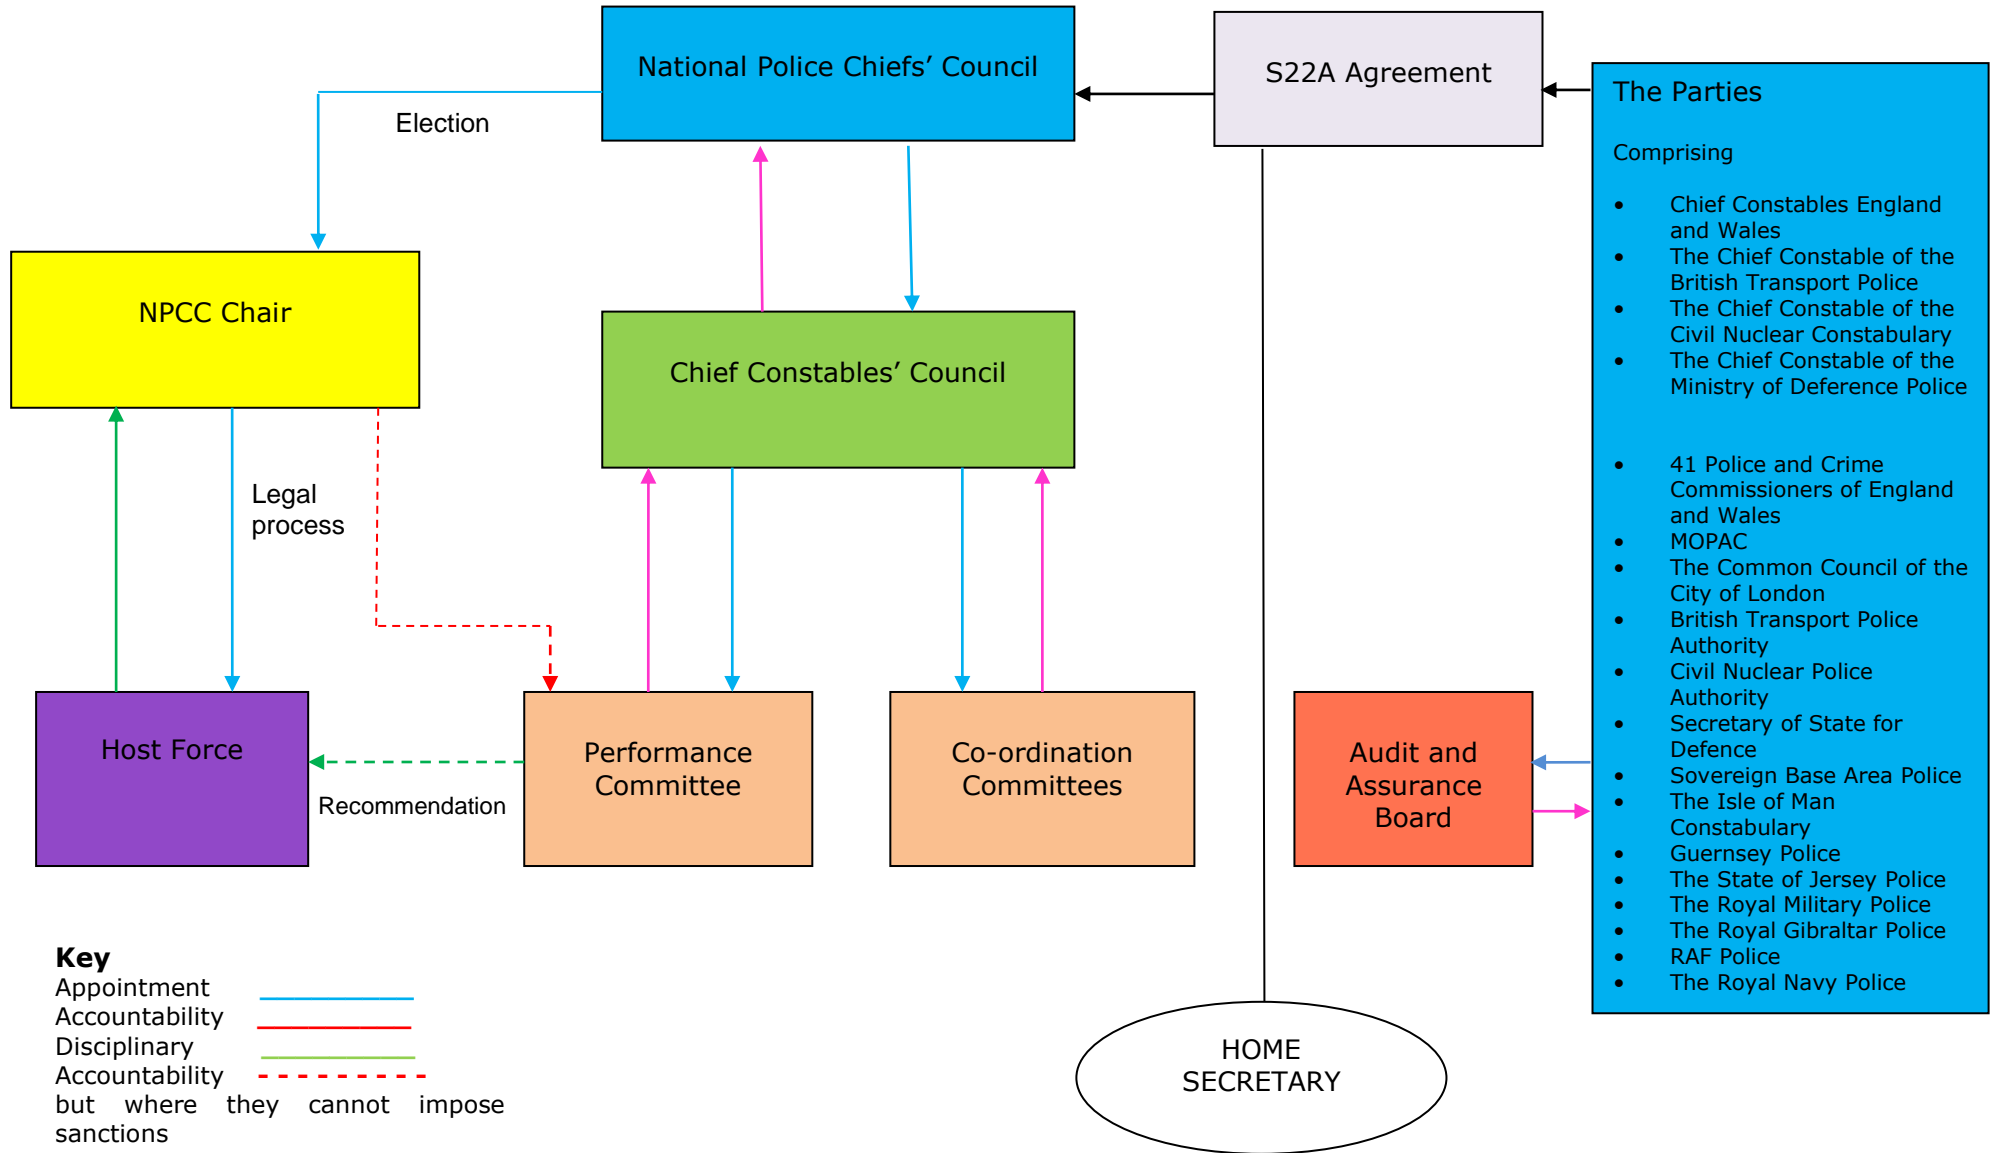 National Police Chiefs’ Council
S22A Agreement
The Parties
Comprising
• Chief Constables England
and Wales
• The Chief Constable of the
British Transport Police
• The Chief Constable of the
Civil Nuclear Constabulary
• The Chief Constable of the
Ministry of Deference Police
• 41 Police and Crime
Commissioners of England
and Wales
• MOPAC
• The Common Council of the
City of London
• British Transport Police
Authority
• Civil Nuclear Police
Authority
• Secretary of State for
Defence
• Sovereign Base Area Police
• The Isle of Man
Constabulary
• Guernsey Police
• The State of Jersey Police
• The Royal Military Police
• The Royal Gibraltar Police
• RAF Police
• The Royal Navy Police
Election
NPCC Chair
Chief Constables’ Council
Legal
process
Host Force
Recommendation
Performance
Committee
Co-ordination
Committees
Audit and
Assurance
Board
HOME
SECRETARY
Key
Appointment
Accountability
Disciplinary
Accountability
but where they cannot impose
sanctions